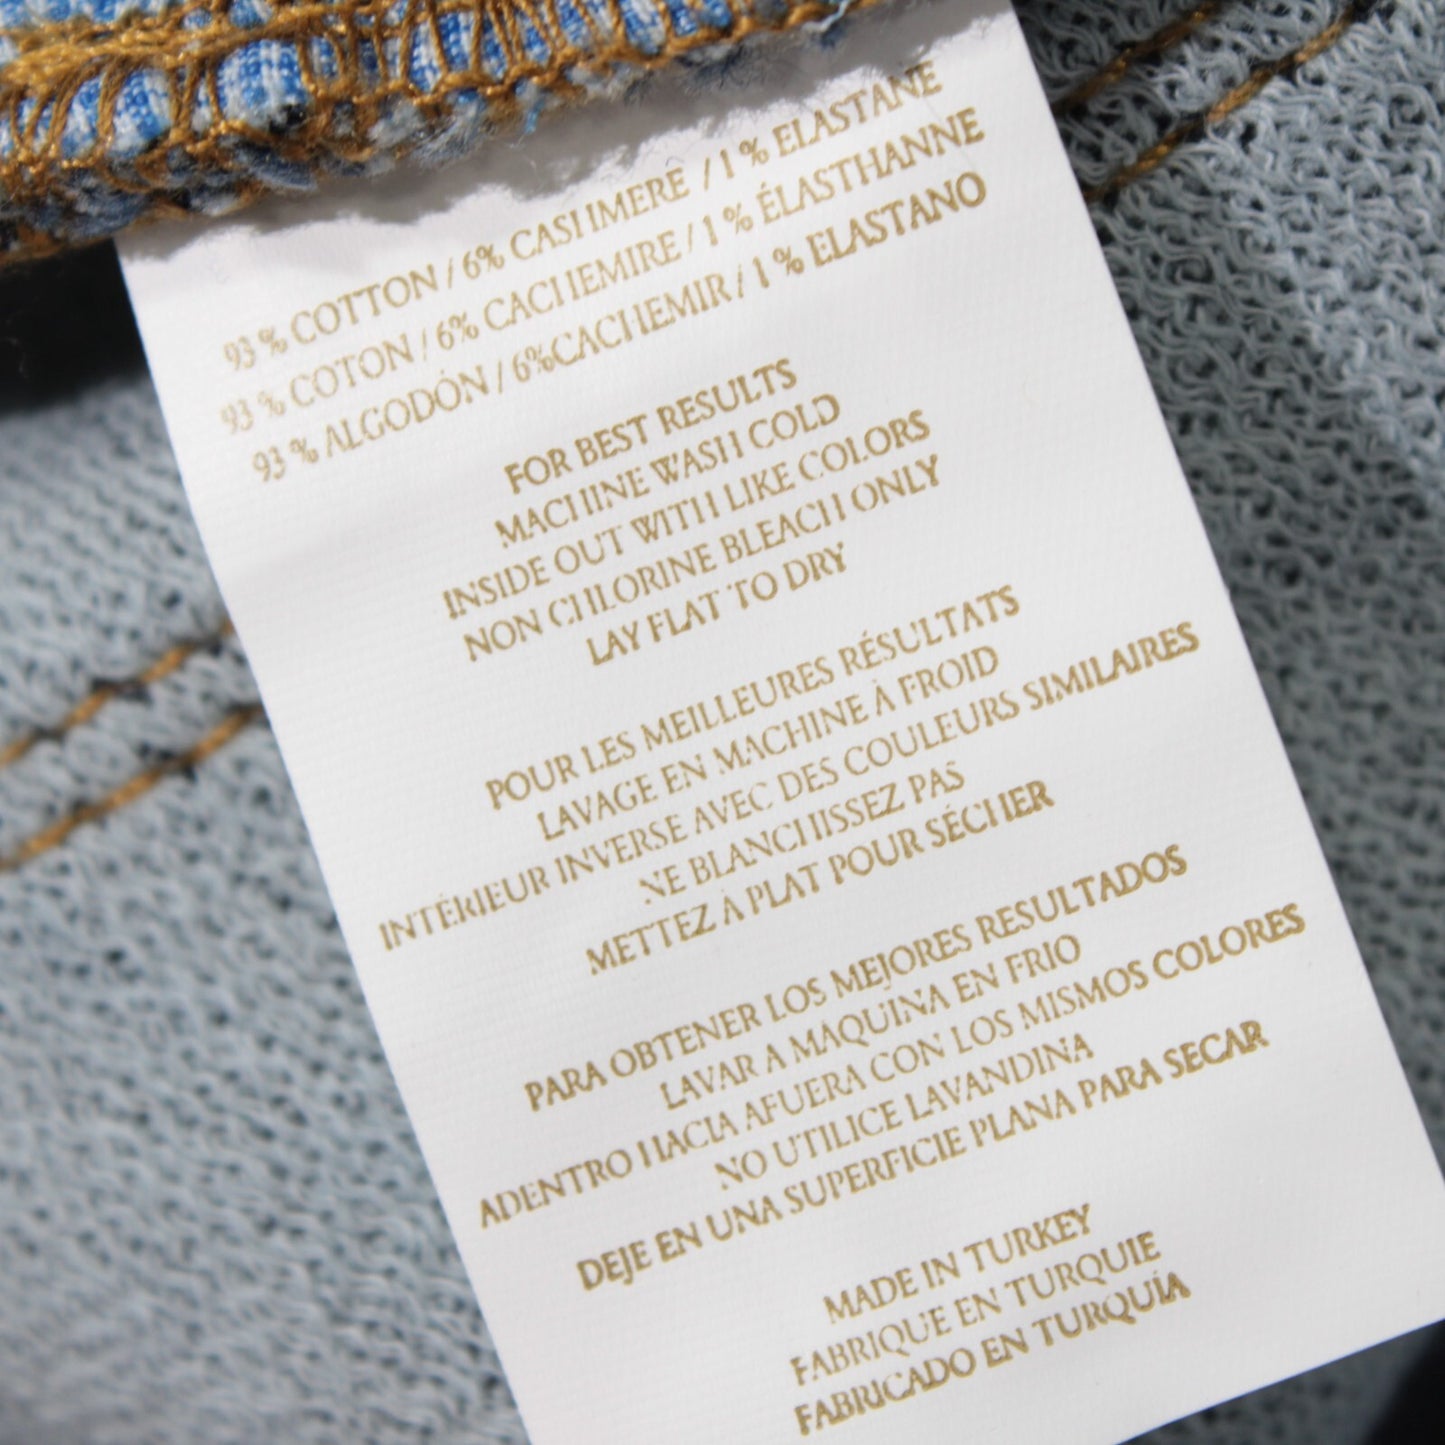 93 % COTTON / 6% CASHMERE / 1 % ELASTANE
93 % COTON / 6% CACHEMIRE / 1 % ÉLASTHANNE
93 % ALGODÓN / 6%CACHEMIR / 1 % ELASTANO
FOR BEST RESULTS
MACHINE WASH COLD
INSIDE OUT WITH LIKE COLORS
NON CHLORINE BLEACH ONLY
LAY FLAT TO DRY
POUR LES MEILLEURES RÉSULTATS
LAVAGE EN MACHINE À FROID
INTÉRIEUR INVERSE AVEC DES COULEURS SIMILAIRES
NE BLANCHISSEZ PAS
METTEZ À PLAT POUR SÉCHER
PARA OBTENER LOS MEJORES RESULTADOS
LAVAR A MAQUINA EN FRIO
ADENTRO HACIA AFUERA CON LOS MISMOS COLORES
NO UTILICE LAVANDINA
DEJE EN UNA SUPERFICIE PLANA PARA SECAR
MADE IN TURKEY
FABRIQUE EN TURQUIE
FABRICADO EN TURQUÍA